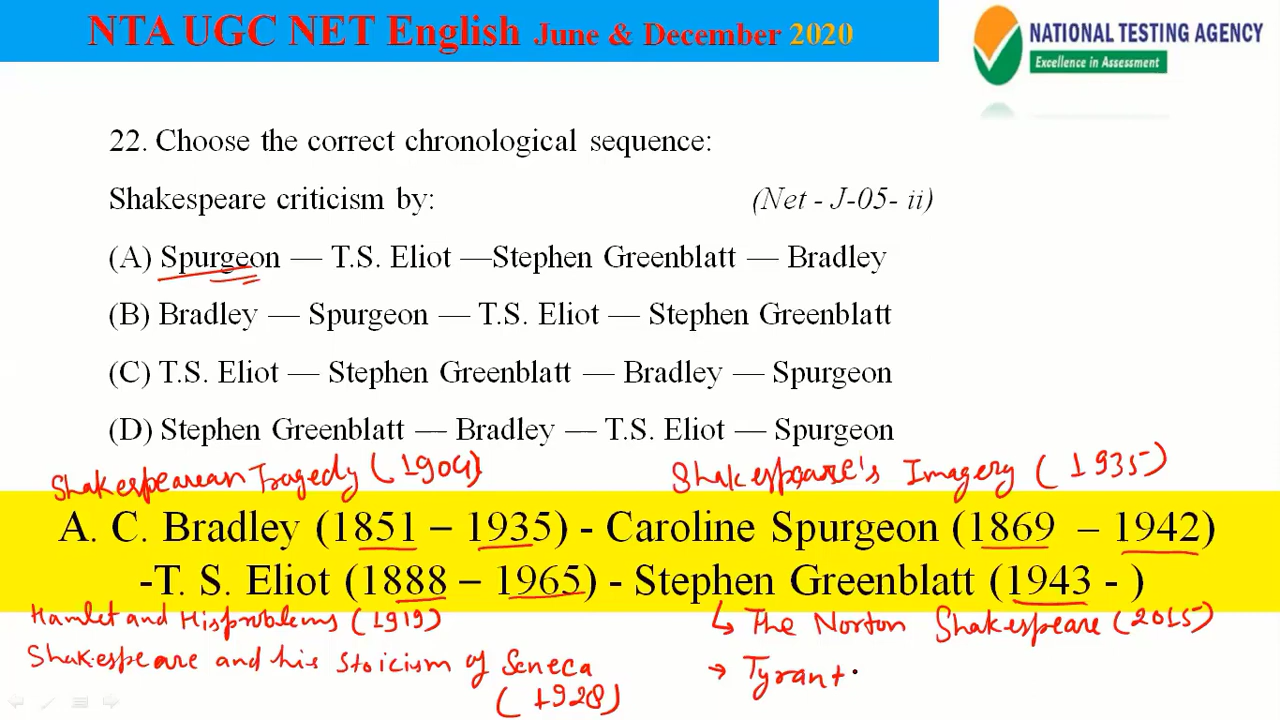 NTA UGC NET English June & December 2020
NATIONAL TESTING AGENCY
Excellence in Assessment
22. Choose the correct chronological sequence:
Shakespeare criticism by: (Net - J-05- ii)
(A) Spurgeon — T.S. Eliot —Stephen Greenblatt — Bradley
(B) Bradley — Spurgeon — T.S. Eliot — Stephen Greenblatt
(C) T.S. Eliot — Stephen Greenblatt — Bradley — Spurgeon
(D) Stephen Greenblatt — Bradley — T.S. Eliot — Spurgeon
Shakespearean Tragedy (1904) Shakespeare's Imagery (1935)
A. C. Bradley (1851 – 1935) - Caroline Spurgeon (1869 – 1942)
-T. S. Eliot (1888 – 1965) - Stephen Greenblatt (1943 - )
Hamlet and Hisproblems (1919) ↳ The Norton Shakespeare (2015)
Shakespeare and his Stoicism of Seneca → Tyrant
(1928)